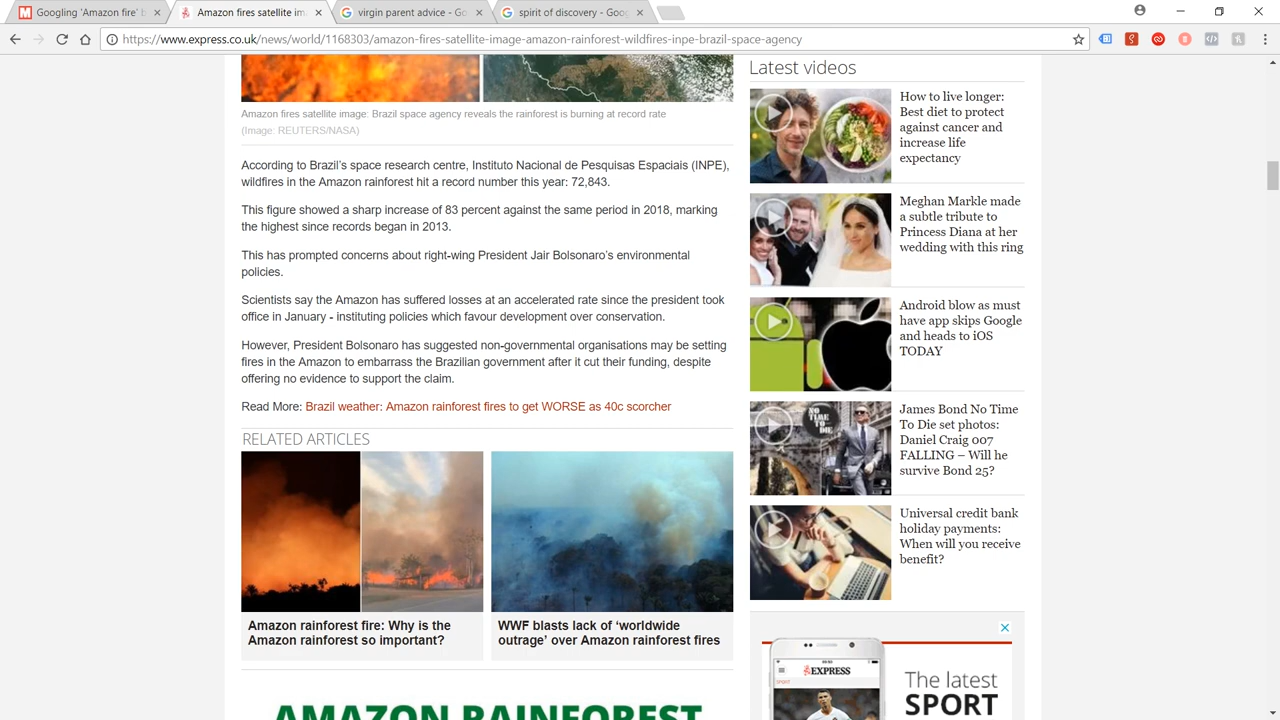 Googling 'Amazon fire' b
Amazon fires satellite im
virgin parent advice - Go
spirit of discovery - Goo
https://www.express.co.uk/news/world/1168303/amazon-fires-satellite-image-amazon-rainforest-wildfires-inpe-brazil-space-agency
Amazon fires satellite image: Brazil space agency reveals the rainforest is burning at record rate
(Image: REUTERS/NASA)
According to Brazil's space research centre, Instituto Nacional de Pesquisas Espaciais (INPE),
wildfires in the Amazon rainforest hit a record number this year: 72,843.
This figure showed a sharp increase of 83 percent against the same period in 2018, marking
the highest since records began in 2013.
This has prompted concerns about right-wing President Jair Bolsonaro's environmental
policies.
Scientists say the Amazon has suffered losses at an accelerated rate since the president took
office in January - instituting policies which favour development over conservation.
However, President Bolsonaro has suggested non-governmental organisations may be setting
fires in the Amazon to embarrass the Brazilian government after it cut their funding, despite
offering no evidence to support the claim.
Read More: Brazil weather: Amazon rainforest fires to get WORSE as 40c scorcher
RELATED ARTICLES
Amazon rainforest fire: Why is the
Amazon rainforest so important?
WWF blasts lack of 'worldwide
outrage' over Amazon rainforest fires
AMAZON RAINFOREST
Latest videos
How to live longer:
Best diet to protect
against cancer and
increase life
expectancy
Meghan Markle made
a subtle tribute to
Princess Diana at her
wedding with this ring
Android blow as must
have app skips Google
and heads to iOS
TODAY
NO
TIME
TO DIE
James Bond No Time
To Die set photos:
Daniel Craig 007
FALLING – Will he
survive Bond 25?
Universal credit bank
holiday payments:
When will you receive
benefit?
EXPRESS
SPORT
The latest
SPORT